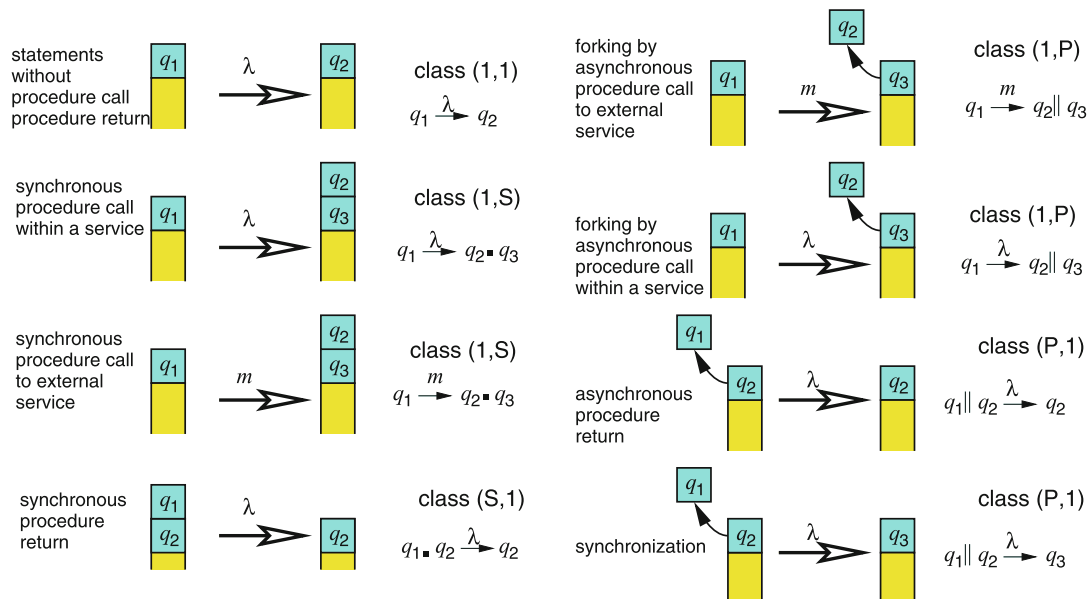 statements
without
procedure call
procedure return
q1
λ
q2
class (1,1)
q1 λ→ q2
synchronous
procedure call
within a service
q1
λ
q2
q3
class (1,S)
q1 λ→ q2 ▪ q3
synchronous
procedure call
to external
service
q1
m
q2
q3
class (1,S)
q1 m→ q2 ▪ q3
synchronous
procedure
return
q1
q2
λ
q2
class (S,1)
q1 ▪ q2 λ→ q2
forking by
asynchronous
procedure call
to external
service
q1
m
q2
q3
class (1,P)
q1 m→ q2 || q3
forking by
asynchronous
procedure call
within a service
q1
λ
q2
q3
class (1,P)
q1 λ→ q2 || q3
asynchronous
procedure
return
q1
q2
λ
q2
class (P,1)
q1 || q2 λ→ q2
synchronization
q1
q2
λ
q3
class (P,1)
q1 || q2 λ→ q3